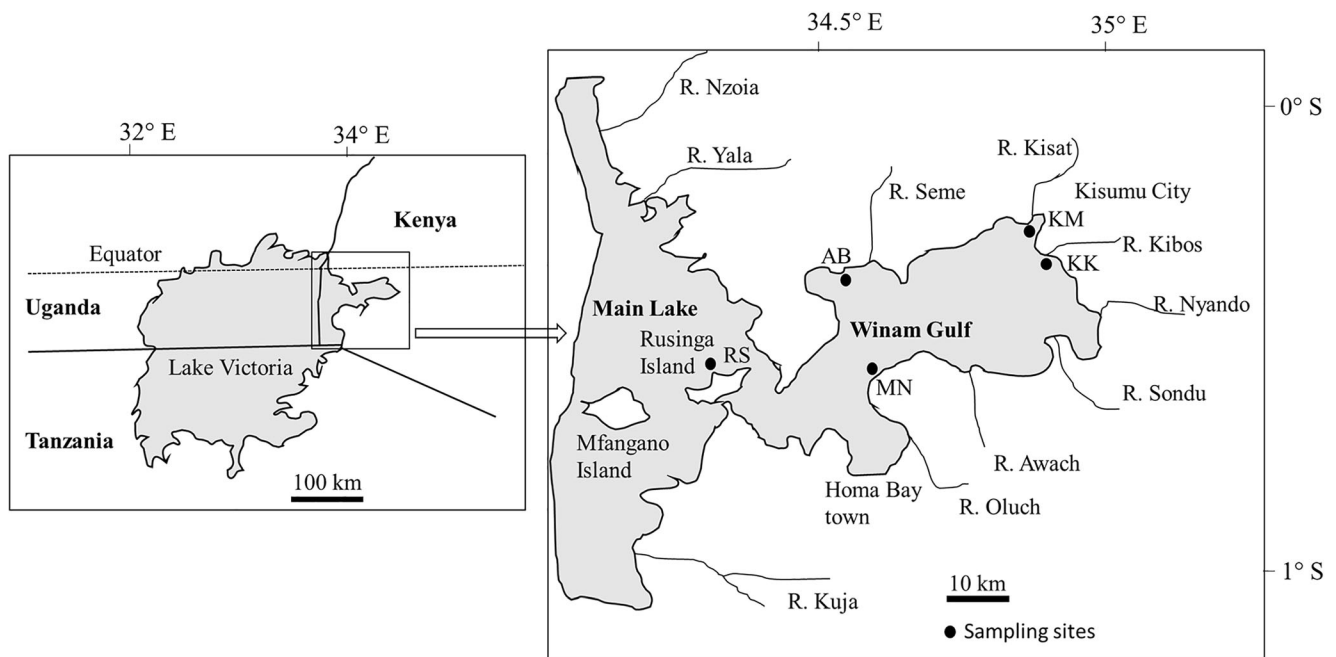 32° E
34° E
Kenya
Equator
Uganda
Lake Victoria
Tanzania
100 km
34.5° E
35° E
0° S
1° S
R. Nzoia
R. Yala
R. Seme
R. Kisat
Kisumu City
KM
R. Kibos
KK
AB
R. Nyando
Main Lake
Winam Gulf
Rusinga
Island
RS
MN
R. Sondu
Mfangano
Island
R. Awach
Homa Bay
town
R. Oluch
R. Kuja
10 km
Sampling sites